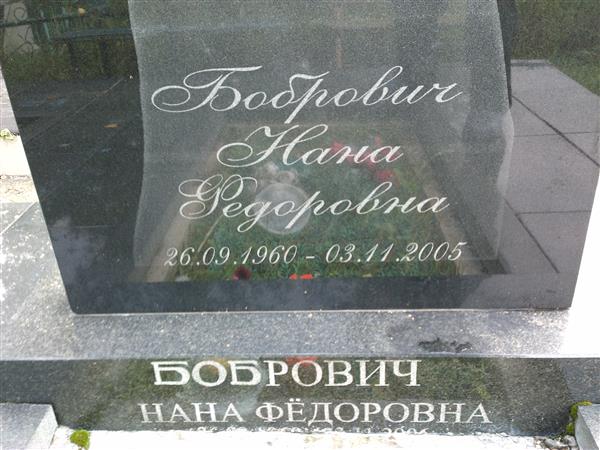 Бобрович
Нана
Федоровна
26.09.1960 - 03.11.2005
БОБРОВИЧ
НАНА ФЁДОРОВНА